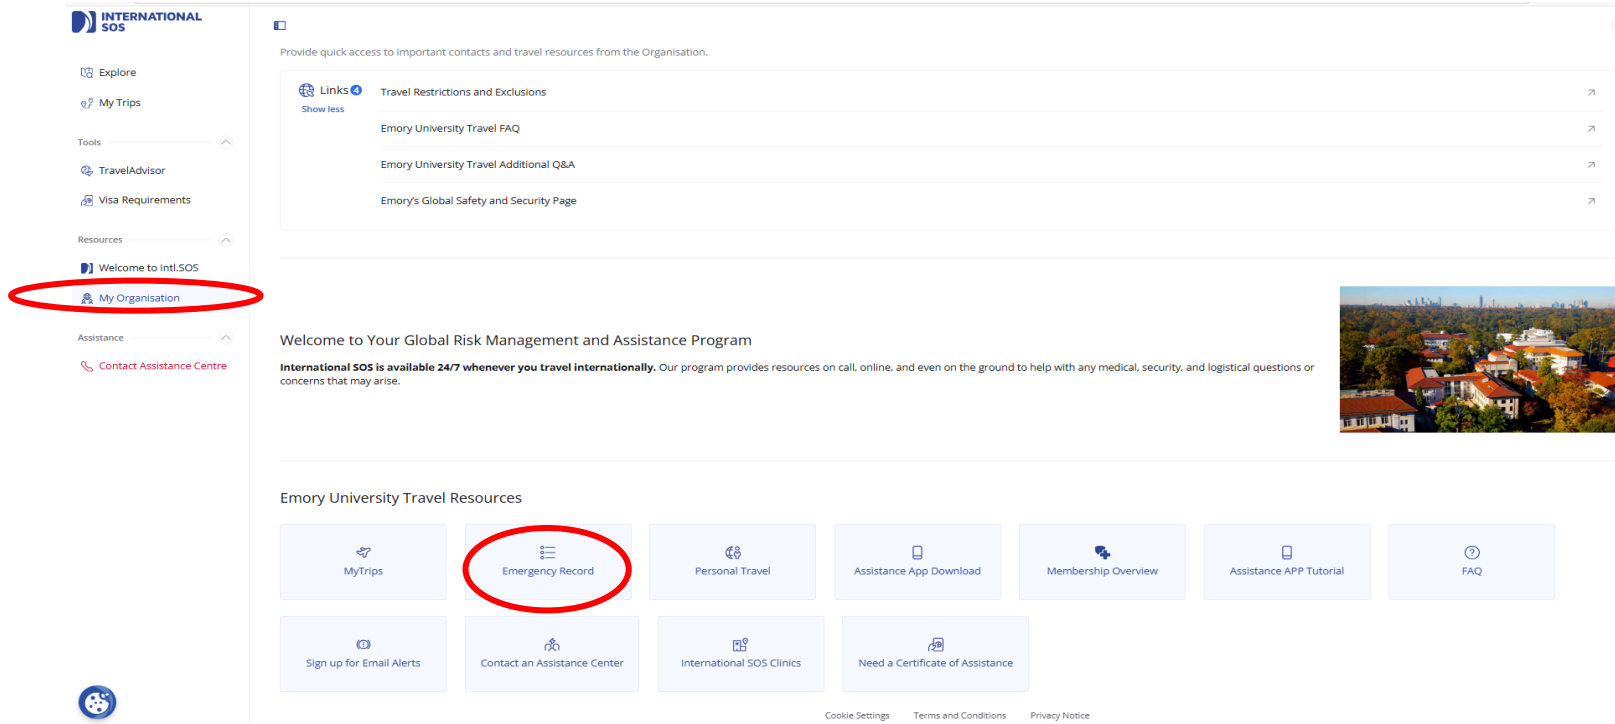 INTERNATIONAL
SOS
Explore
My Trips
Tools
TravelAdvisor
Visa Requirements
Resources
Welcome to Intl.SOS
My Organisation
Assistance
Contact Assistance Centre
Provide quick access to important contacts and travel resources from the Organisation.
Links 4
Show less
Travel Restrictions and Exclusions
Emory University Travel FAQ
Emory University Travel Additional Q&A
Emory's Global Safety and Security Page
Welcome to Your Global Risk Management and Assistance Program
International SOS is available 24/7 whenever you travel internationally. Our program provides resources on call, online, and even on the ground to help with any medical, security, and logistical questions or
concerns that may arise.
Emory University Travel Resources
MyTrips
Emergency Record
Personal Travel
Assistance App Download
Membership Overview
Assistance APP Tutorial
FAQ
Sign up for Email Alerts
Contact an Assistance Center
International SOS Clinics
Need a Certificate of Assistance
Cookie Settings
Terms and Conditions
Privacy Notice